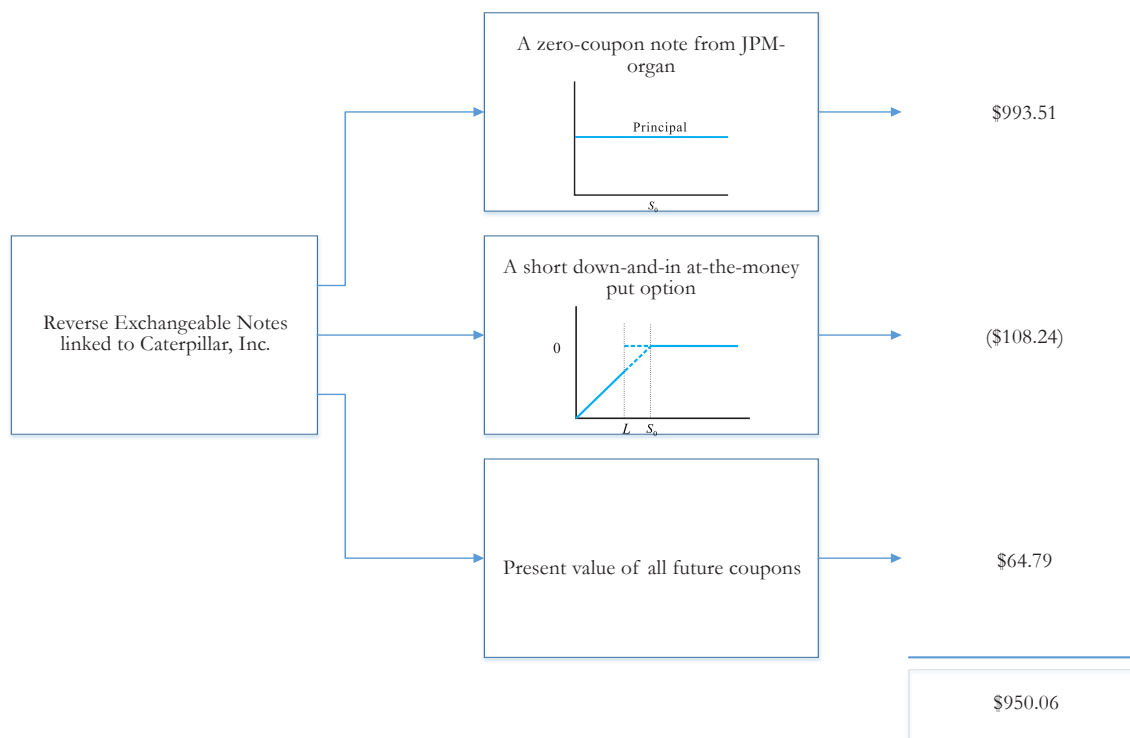 A zero-coupon note from JPM-
organ
Principal
S₀
$993.51
Reverse Exchangeable Notes
linked to Caterpillar, Inc.
A short down-and-in at-the-money
put option
0
L S₀
($108.24)
Present value of all future coupons
$64.79
$950.06